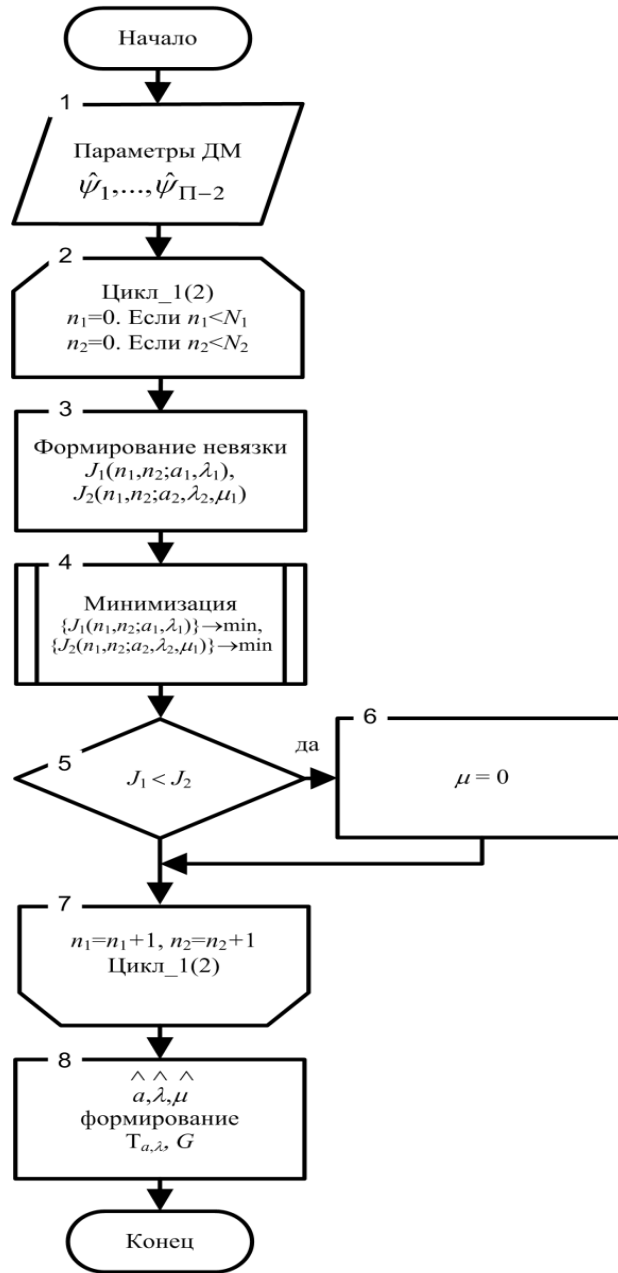 Начало
1
Параметры ДМ
ψ̂₁,...,ψ̂П−2
2
Цикл_1(2)
n₁=0. Если n₁<N₁
n₂=0. Если n₂<N₂
3
Формирование невязки
J₁(n₁,n₂;a₁,λ₁),
J₂(n₁,n₂;a₂,λ₂,μ₁)
4
Минимизация
{J₁(n₁,n₂;a₁,λ₁)}→min,
{J₂(n₁,n₂;a₂,λ₂,μ₁)}→min
5
J₁ < J₂
да
6
μ = 0
7
n₁=n₁+1, n₂=n₂+1
Цикл_1(2)
8
â,λ̂,μ̂
формирование
Tₐ,λ, G
Конец